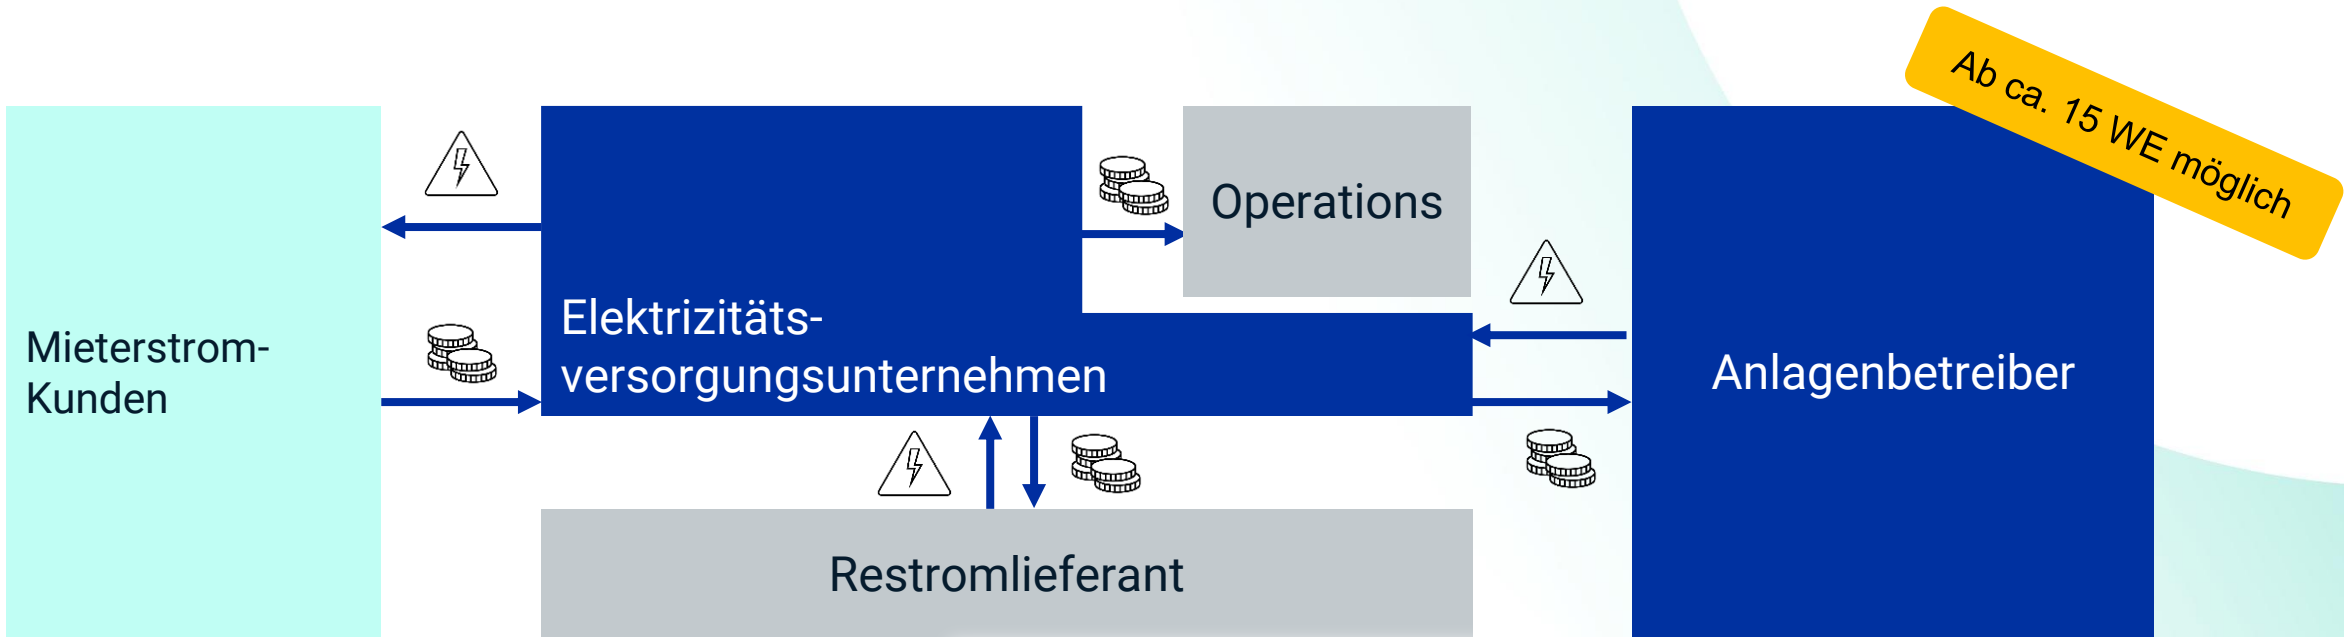 Ab ca. 15 WE möglich
Operations
Elektrizitäts-
versorgungsunternehmen
Mieterstrom-
Kunden
Anlagenbetreiber
Restromlieferant